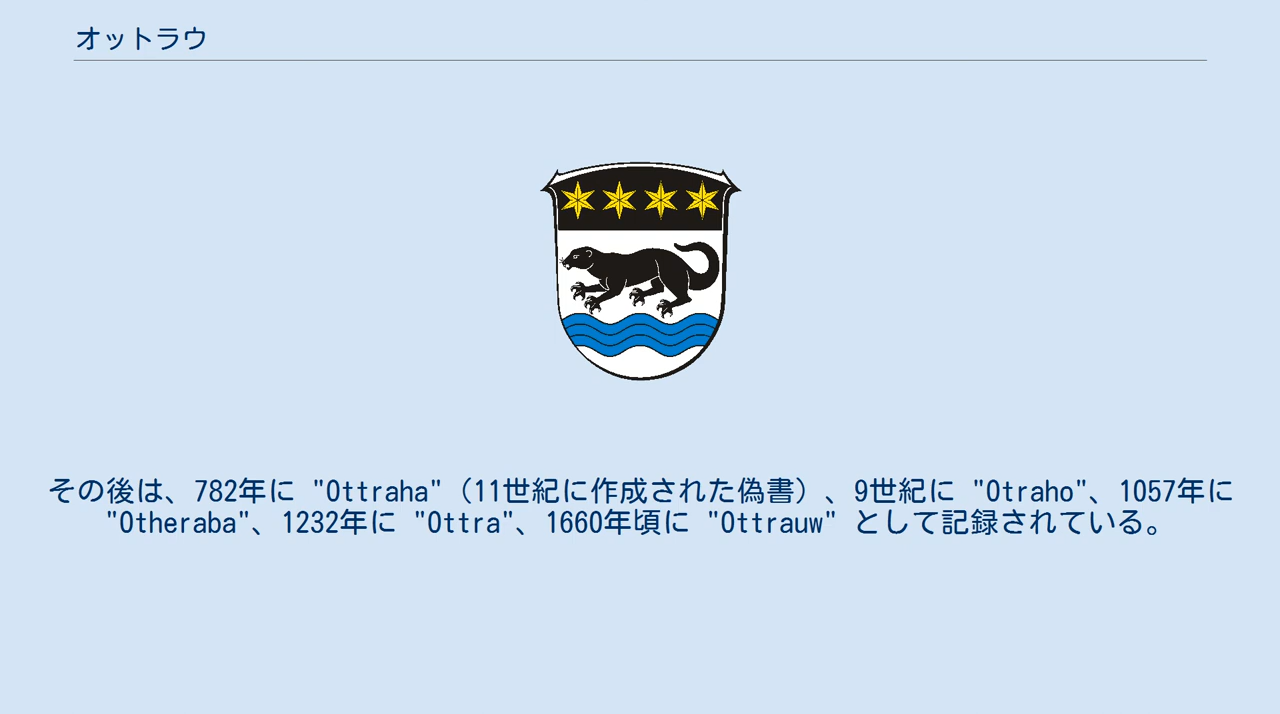 オットラウ
その後は、782年に "Ottraha"（11世紀に作成された偽書）、9世紀に "Otraho"、1057年に
"Otheraba"、1232年に "Ottra"、1660年頃に "Ottrauw" として記録されている。